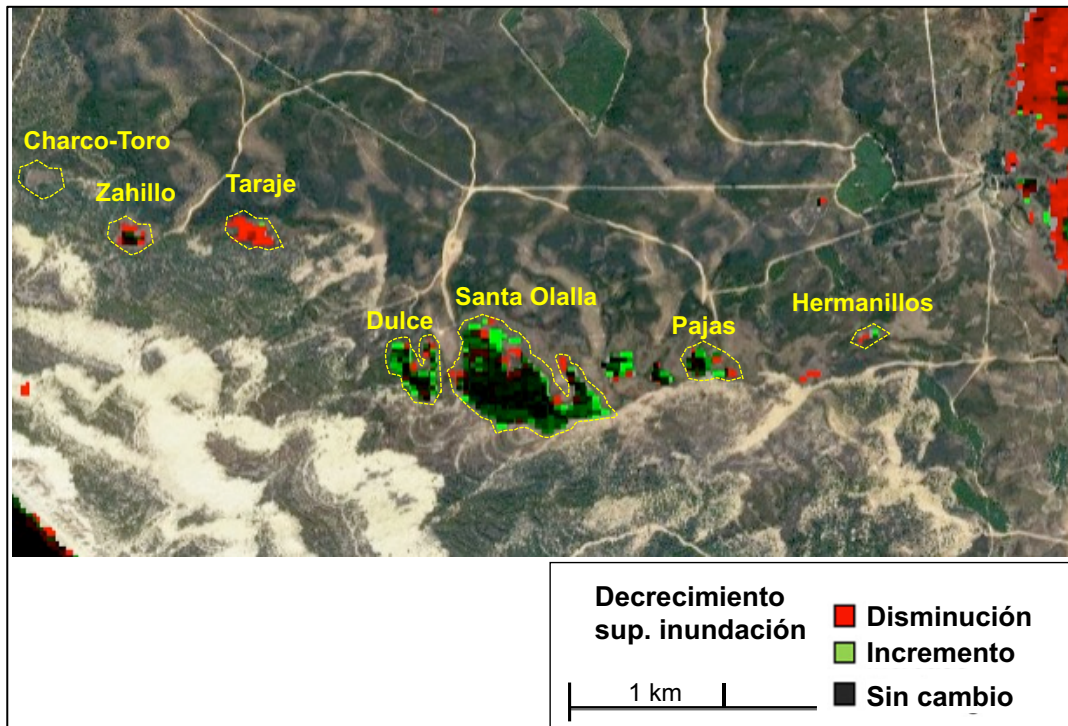 Charco-Toro
Zahillo
Taraje
Santa Olalla
Dulce
Pajas
Hermanillos
Decrecimiento
sup. inundación
Disminución
Incremento
Sin cambio
1 km